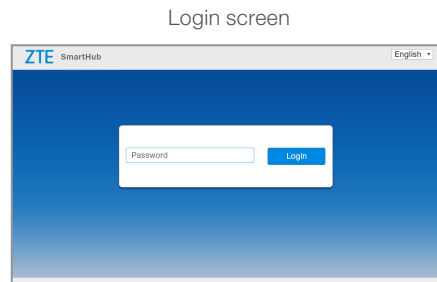 Login screen
ZTE SmartHub
English
Password
Login